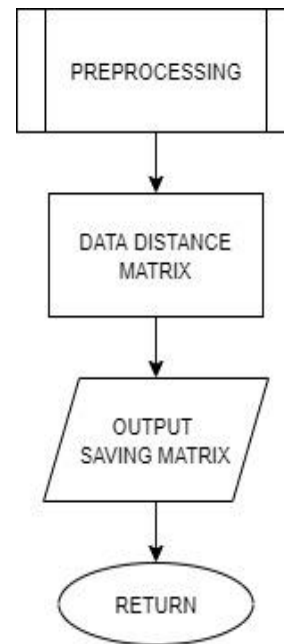 PREPROCESSING
DATA DISTANCE
MATRIX
OUTPUT
SAVING MATRIX
RETURN